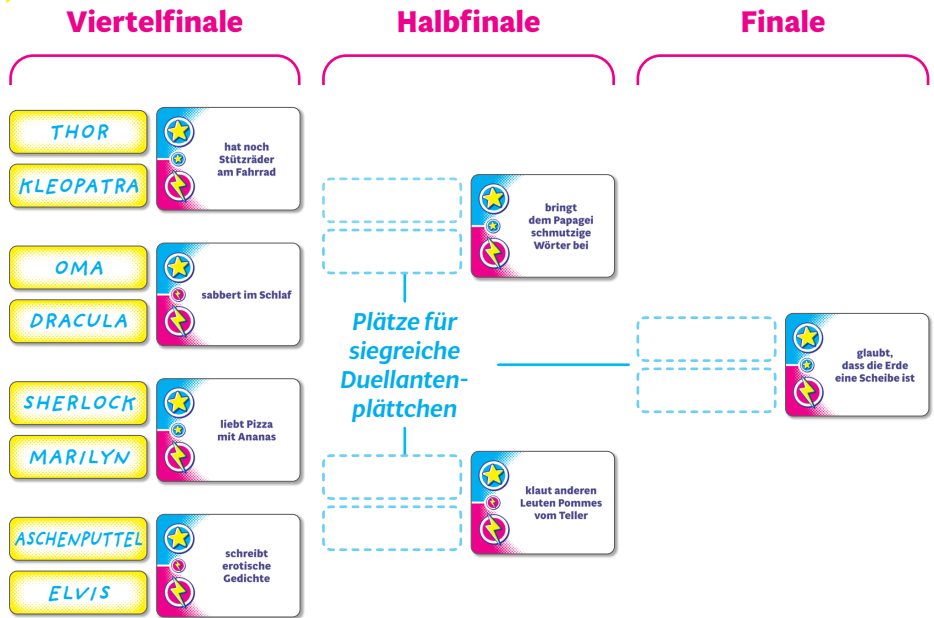 Viertelfinale
Halbfinale
Finale
THOR
KLEOPATRA
hat noch
Stützräder
am Fahrrad
OMA
DRACULA
sabbert im Schlaf
SHERLOCK
MARILYN
liebt Pizza
mit Ananas
ASCHENPUTTEL
ELVIS
schreibt
erotische
Gedichte
bringt
dem Papagei
schmutzige
Wörter bei
Plätze für
siegreiche
Duellanten-
plättchen
klaut anderen
Leuten Pommes
vom Teller
glaubt,
dass die Erde
eine Scheibe ist